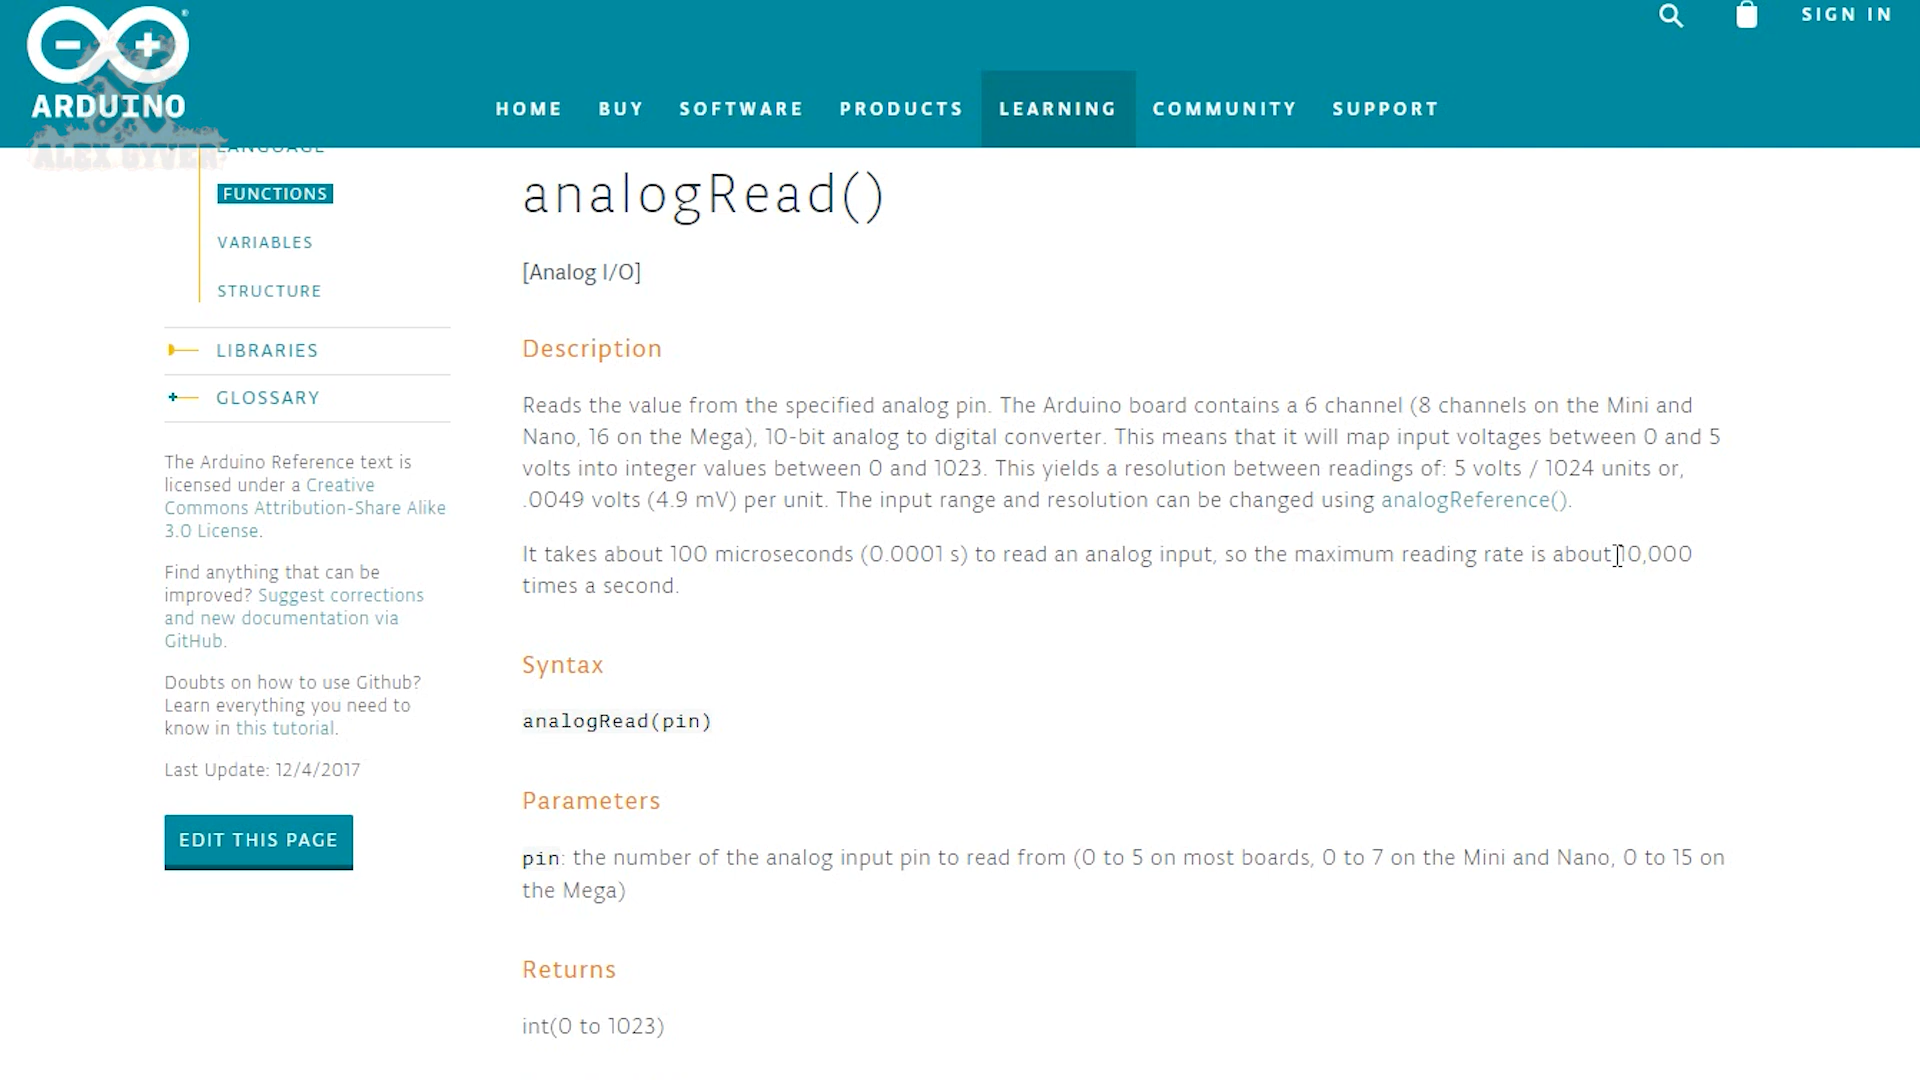 SIGN IN
ARDUINO
HOME BUY SOFTWARE PRODUCTS LEARNING COMMUNITY SUPPORT
ALEX GYVER
LANGUAGE
FUNCTIONS
VARIABLES
STRUCTURE
LIBRARIES
GLOSSARY
The Arduino Reference text is
licensed under a Creative
Commons Attribution-Share Alike
3.0 License.
Find anything that can be
improved? Suggest corrections
and new documentation via
GitHub.
Doubts on how to use Github?
Learn everything you need to
know in this tutorial.
Last Update: 12/4/2017
EDIT THIS PAGE
analogRead()
[Analog I/O]
Description
Reads the value from the specified analog pin. The Arduino board contains a 6 channel (8 channels on the Mini and
Nano, 16 on the Mega), 10-bit analog to digital converter. This means that it will map input voltages between 0 and 5
volts into integer values between 0 and 1023. This yields a resolution between readings of: 5 volts / 1024 units or,
.0049 volts (4.9 mV) per unit. The input range and resolution can be changed using analogReference().
It takes about 100 microseconds (0.0001 s) to read an analog input, so the maximum reading rate is about 10,000
times a second.
Syntax
analogRead(pin)
Parameters
pin: the number of the analog input pin to read from (0 to 5 on most boards, 0 to 7 on the Mini and Nano, 0 to 15 on
the Mega)
Returns
int(0 to 1023)